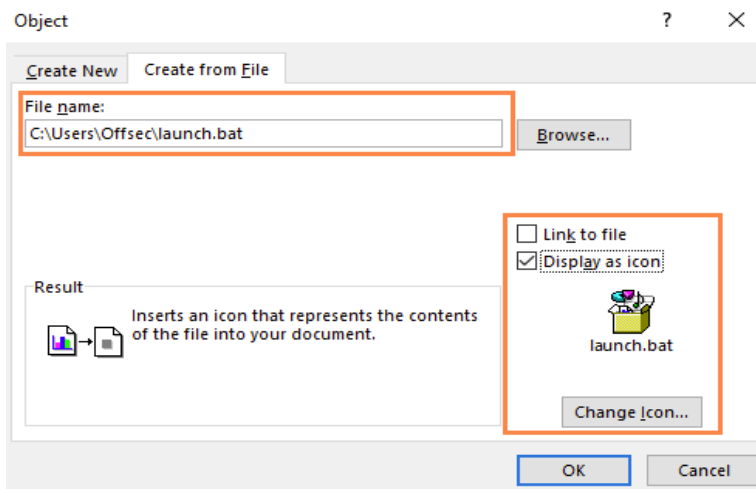 Object ? ×
Create New Create from File
File name:
C:\Users\Offsec\launch.bat Browse...
Link to file
Display as icon
Result
Inserts an icon that represents the contents
of the file into your document.
launch.bat
Change Icon...
OK Cancel